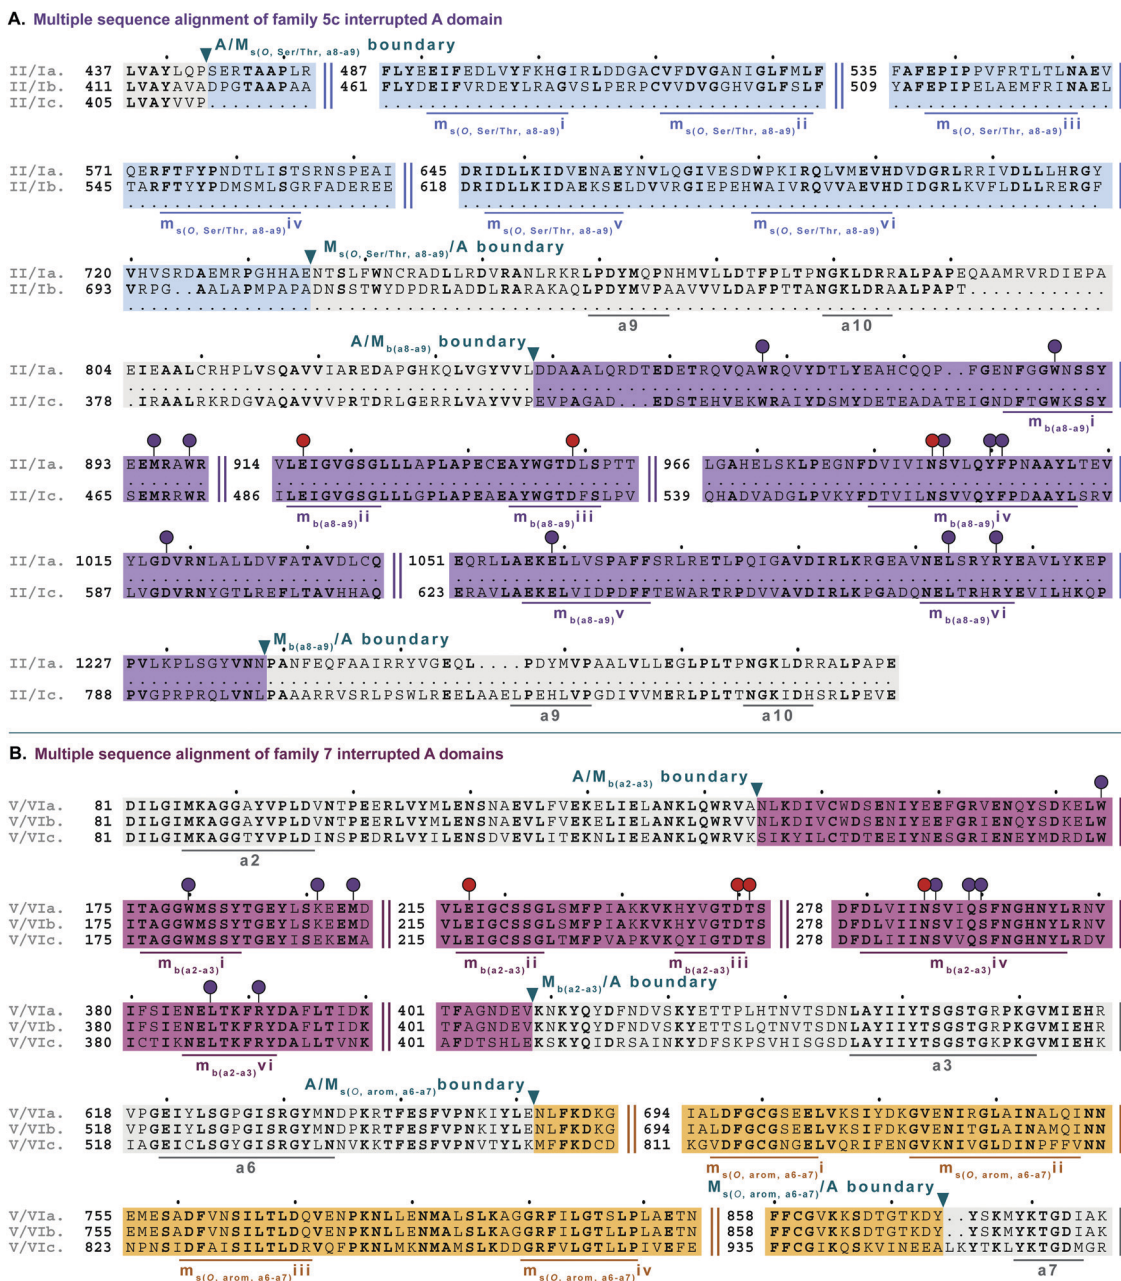 A. Multiple sequence alignment of family 5c interrupted A domain
A/Ms(O, Ser/Thr, a8-a9) boundary
II/Ia. 437 LVAYLQPSERTAAPLR 487 FLYEEIFEDLVYFKHGIRLDDGACVFDVGANIGLFMLF 535 FAFEPIPPVFRTLTLNAEV
II/Ib. 411 LVAYAVADPGTAAPAA 461 FLYDEIFVRDEYLRAGVSLPERPCVVDVGGHVGLFSLF 509 YAFEPIPELAEMFRINAEL
II/Ic. 405 LVAYVVP.........
ms(O, Ser/Thr, a8-a9)i ms(O, Ser/Thr, a8-a9)ii ms(O, Ser/Thr, a8-a9)iii
II/Ia. 571 QERFTFYPNDTLISTSRNSPEAI 645 DRIDLLKIDVENAEYNVLQGIVESDWPKIRQLVMEVHDVDGRLRRIVDLLLHRGY
II/Ib. 545 TARFTYYPDMSMLSGRFADEREE 618 DRIDLLKIDAEKSELDVVRGIEPEHWAIVRQVVAEVHDIDGRLKVFLDLLRERGF
ms(O, Ser/Thr, a8-a9)iv ms(O, Ser/Thr, a8-a9)v ms(O, Ser/Thr, a8-a9)vi
Ms(O, Ser/Thr, a8-a9)/A boundary
II/Ia. 720 VHVSRDAEMRPGHHAENTSLFWNCRADLLRDVRANLRKRLPDYMQPNHMVLLDTFPLTPNGKLDRRALPAPEQAAMRVRDIEPA
II/Ib. 693 VRPG..AALAPMPAPADNSSTWYDPDRLADDLRARAKAQLPDYMVPAAVVVLDAFPTTANGKLDRAALPAPT............
a9 a10
A/Mb(a8-a9) boundary
II/Ia. 804 EIEAALCRHPLVSQAVVIAREDAPGHKQLVGYVVLDDAAALQRDTEDETRQVQAWRQVYDTLYEAHCQQP..FGENFGGWNSSY
II/Ic. 378 .IRAALRKRDGVAQAVVVPRTDRLGERRLVAYVVPEVPAGAD...EDSTEHVEKWRAIYDSMYDETEADATEIGNDFTGWKSSY
mb(a8-a9)i
II/Ia. 893 EEMRAWR 914 VLEIGVGSGLLLAPLAPECEAYWGTDLSPTT 966 LGAHELSKLPEGNFDVIVINSVLQYFPNAAYLTEV
II/Ic. 465 SEMRRWR 486 ILEIGVGSGLLLAPLAPEAEAYWGTDFSLPV 539 QHADVADGLPVKYFDTVILNSVVQYFPDAAYLSRV
mb(a8-a9)ii mb(a8-a9)iii mb(a8-a9)iv
II/Ia. 1015 YLGDVRNLALLDVFATAVDLCQ 1051 EQRLLAEKELLVSPAFFSRLRETLPQIGAVDIRLKRGEAVNELSRYRYEAVLYKEP
II/Ic. 587 LVGDVRNYGTLREFLTAVHHAQ 623 ERAVLAEKELVIDPDFFTEWARTRPDVVAVDIRLKPGADQNELTRHRYEVILHKQP
mb(a8-a9)v mb(a8-a9)vi
Mb(a8-a9)/A boundary
II/Ia. 1227 PVLKPLSGYVNNPANFEQFAAIRRYVGEQL....PDYMVPAALVLLEGLPLTPNGKLDRRALPAPE
II/Ic. 788 PVGPRPRQLVNLPAAARRVSRLPSWLREELAAELPEHLVPGDIVVMERLPLTTNGKIDHSRLPEVE
a9 a10
B. Multiple sequence alignment of family 7 interrupted A domains
A/Mb(a2-a3) boundary
V/VIa. 81 DILGIMKAGGAYVPLDVNTPEERLVYMLENSNAEVLFVEKELIELANKLQWRVANLKDIVCWDSENIYEEFGRVENQYSDKELW
V/VIb. 81 DILGIMKAGGAYVPLDVNTPEERLVYMLENSNAEVLFVEKELIELANKLQWRVVNLKDIVCWDSENIYEEFGRIENQYSDKELW
V/VIc. 81 DILGIMKAGGTYVPLDINSPEDRLVYILENSDVEVLITEKNLIEEANKLQWRVKSIKYILCTDTEEIYNESGRIENEYMDRDLW
a2
V/VIa. 175 ITAGGWMSSYTGEYLSKEEMD 215 VLEIGCSSGLSMFPIAKKVKHYVGTDTS 278 DFDLVIINSVIQSFNGHNYLRNV
V/VIb. 175 ITAGGWMSSYTGEYLSKEEMD 215 VLEIGCSSGLSMFPIAKKVKHYVGTDTS 278 DFDLVIINSVIQSFNGHNYLRNV
V/VIc. 175 ITAGGWMSSYTGEYISEKEMA 215 VLEIGCSSGLTMFPVAPKVKQYIGTDTS 278 DFDLIIINSVVQSFNGHNYLRDV
mb(a2-a3)i mb(a2-a3)ii mb(a2-a3)iii mb(a2-a3)iv
Mb(a2-a3)/A boundary
V/VIa. 380 IFSIENELTKFRYDAFLTIDK 401 TFAGNDEVKNKYQYDFNDVSKYETTPLHTNVTSDNLAYIIYTSGSTGRPKGVMIEHR
V/VIb. 380 IFSIENELTKFRYDAFLTIDK 401 TFAGNDEVKNKYQYDFNDVSKYETTSLQTNVTSDNLAYIIYTSGSTGRPKGVMIEHR
V/VIc. 380 ICTIKNELTKFRYDALLTVNK 401 AFDTSHLEKSKYQIDRSAINKYDFSKPSVHISGSDLAYIIYTSGSTGKPKGVMIEHK
mb(a2-a3)vi a3
A/Ms(O, arom, a6-a7)boundary
V/VIa. 618 VPGEIYLSGPGISRGYMNDPKRTFESFVPNKIYLENLFKDKG 694 IALDFGCGSEELVKSIYDKGVENIRGLAINALQINN
V/VIb. 518 VPGEIYLSGPGISRGYMNDPKRTFESFVPNKIYLENLFKDKG 694 IALDFGCGSEELVKSIYDKGVENIRGLAINAMQINN
V/VIc. 518 IAGEICLSGYGISRGYLNNVKKTFESFVPNVTYLKMFFKDCD 811 KGVDFGCGNGELVQRIFENGVKNIVGLDINPFFVNN
a6 ms(O, arom, a6-a7)i ms(O, arom, a6-a7)ii
Ms(O, arom, a6-a7)/A boundary
V/VIa. 755 EMESADFVNSILTLDQVENPKNLLENMALSLKAGGRFILGTSLPLAETN 858 FFCGVKKSDTGTKDY..YSKMYKTGDIAK
V/VIb. 755 EMESADFVNSILTLDQVENPKNLLENMALSLKAGGRFILGTSLPLAETN 858 FFCGVKKSDTGTKDY..YSKMYKTGDIAK
V/VIc. 823 NPNSIDFAISILTLDRVQFPKNLMKNMAMSLKDDGRFVLGTLLPIVEFE 935 FFCGIKQSKVINEEALKYTKLYKTGDMGR
ms(O, arom, a6-a7)iii ms(O, arom, a6-a7)iv a7